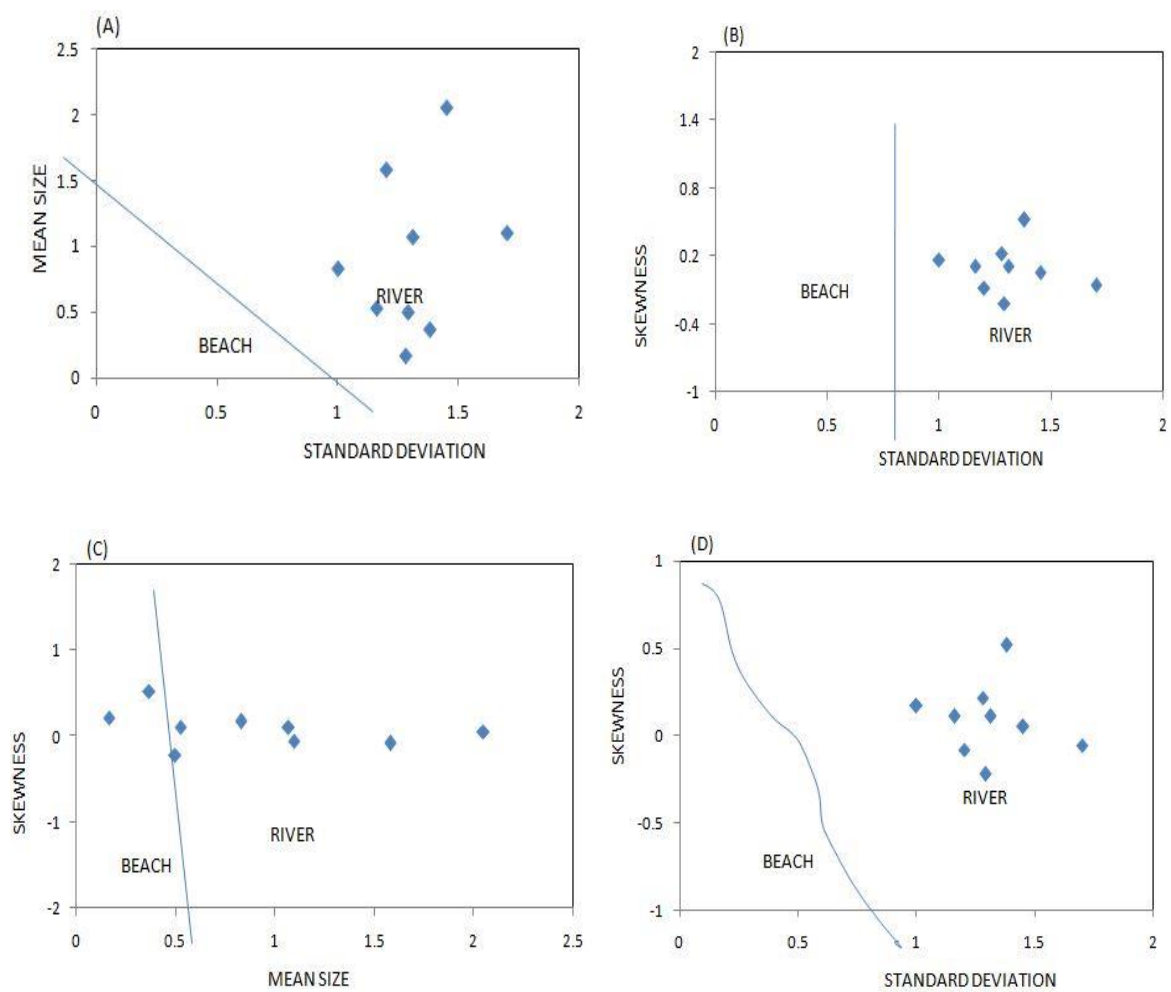 (A)
2.5
2
1.5
1
0.5
0
MEAN SIZE
RIVER
BEACH
0 0.5 1 1.5 2
STANDARD DEVIATION
(B)
2
1.4
0.8
0.2
-0.4
-1
SKEWNESS
BEACH
RIVER
0 0.5 1 1.5 2
STANDARD DEVIATION
(C)
2
1
0
-1
-2
SKEWNESS
RIVER
BEACH
0 0.5 1 1.5 2 2.5
MEAN SIZE
(D)
1
0.5
0
-0.5
-1
SKEWNESS
RIVER
BEACH
0 0.5 1 1.5 2
STANDARD DEVIATION